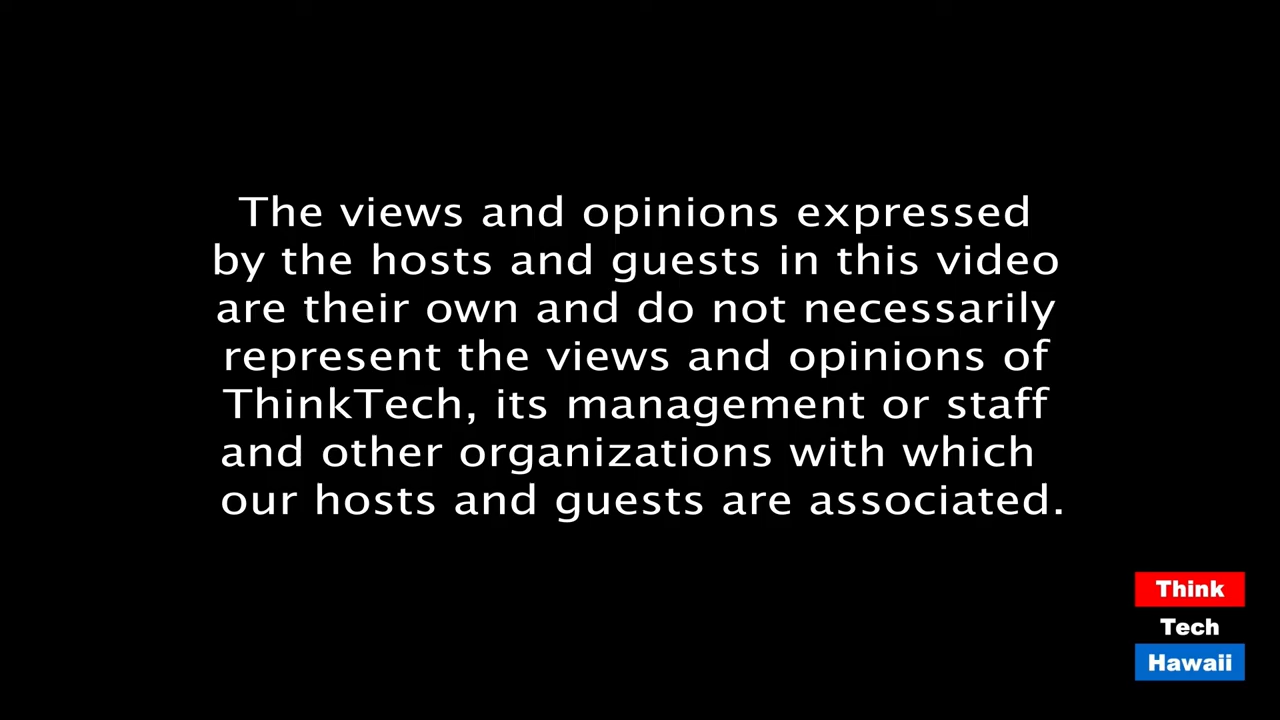 The views and opinions expressed
by the hosts and guests in this video
are their own and do not necessarily
represent the views and opinions of
ThinkTech, its management or staff
and other organizations with which
our hosts and guests are associated.
Think
Tech
Hawaii